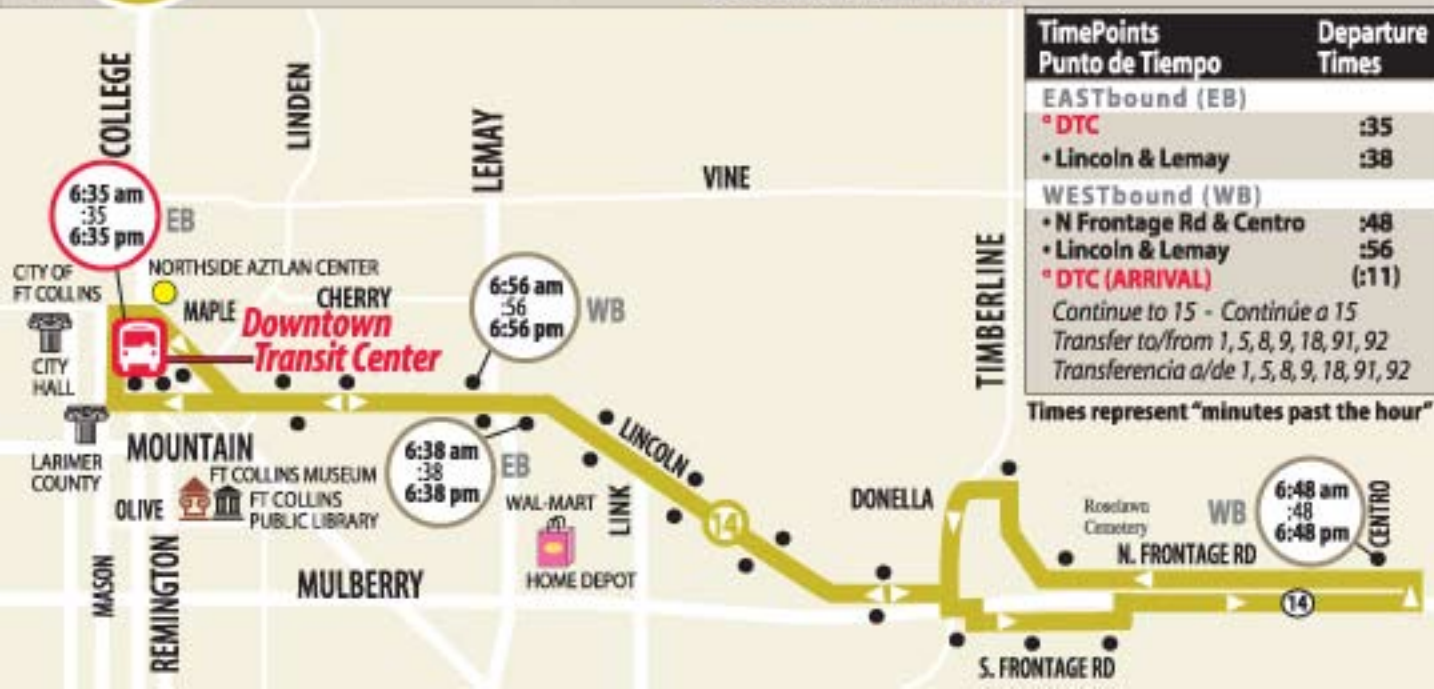 TimePoints Departure
Punto de Tiempo Times
EASTbound (EB)
° DTC :35
• Lincoln & Lemay :38
WESTbound (WB)
• N Frontage Rd & Centro :48
• Lincoln & Lemay :56
° DTC (ARRIVAL) (:11)
Continue to 15 - Continúe a 15
Transfer to/from 1, 5, 8, 9, 18, 91, 92
Transferencia a/de 1, 5, 8, 9, 18, 91, 92
Times represent "minutes past the hour"
COLLEGE
LINDEN
LEMAY
VINE
TIMBERLINE
6:35 am
:35
6:35 pm
EB
CITY OF
FT COLLINS
CITY
HALL
NORTHSIDE AZTLAN CENTER
MAPLE
CHERRY
Downtown
Transit Center
6:56 am
:56
6:56 pm
WB
LARIMER
COUNTY
MOUNTAIN
OLIVE
FT COLLINS MUSEUM
FT COLLINS
PUBLIC LIBRARY
6:38 am
:38
6:38 pm
EB
LINCOLN
WAL-MART
HOME DEPOT
LINK
14
DONELLA
Roselawn
Cemetery
WB
6:48 am
:48
6:48 pm
CENTRO
N. FRONTAGE RD
14
MASON
REMINGTON
MULBERRY
S. FRONTAGE RD